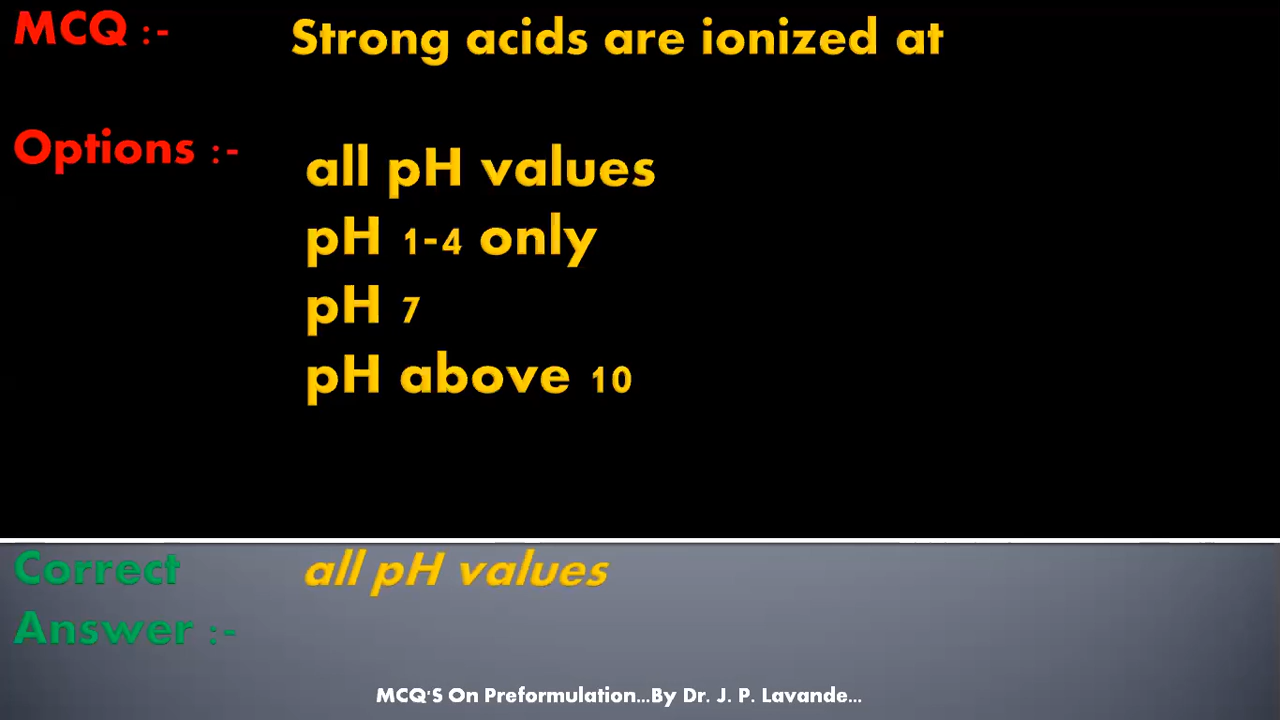 MCQ :- Strong acids are ionized at
Options :- all pH values
pH 1-4 only
pH 7
pH above 10
Correct all pH values
Answer :-
MCQ'S On Preformulation...By Dr. J. P. Lavande...